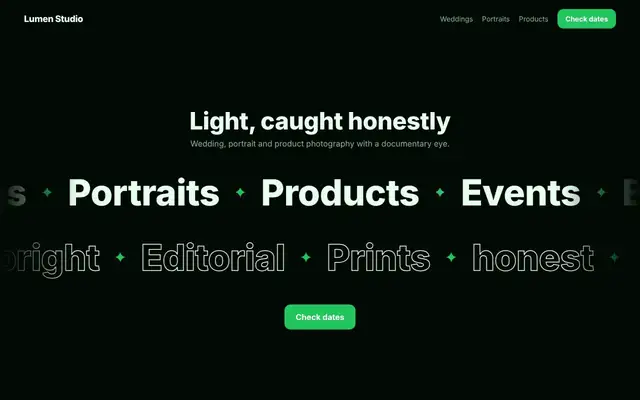 Lumen Studio
Weddings Portraits Products Check dates
Light, caught honestly
Wedding, portrait and product photography with a documentary eye.
Portraits ✦ Products ✦ Events ✦
Editorial ✦ Prints ✦ honest ✦
Check dates